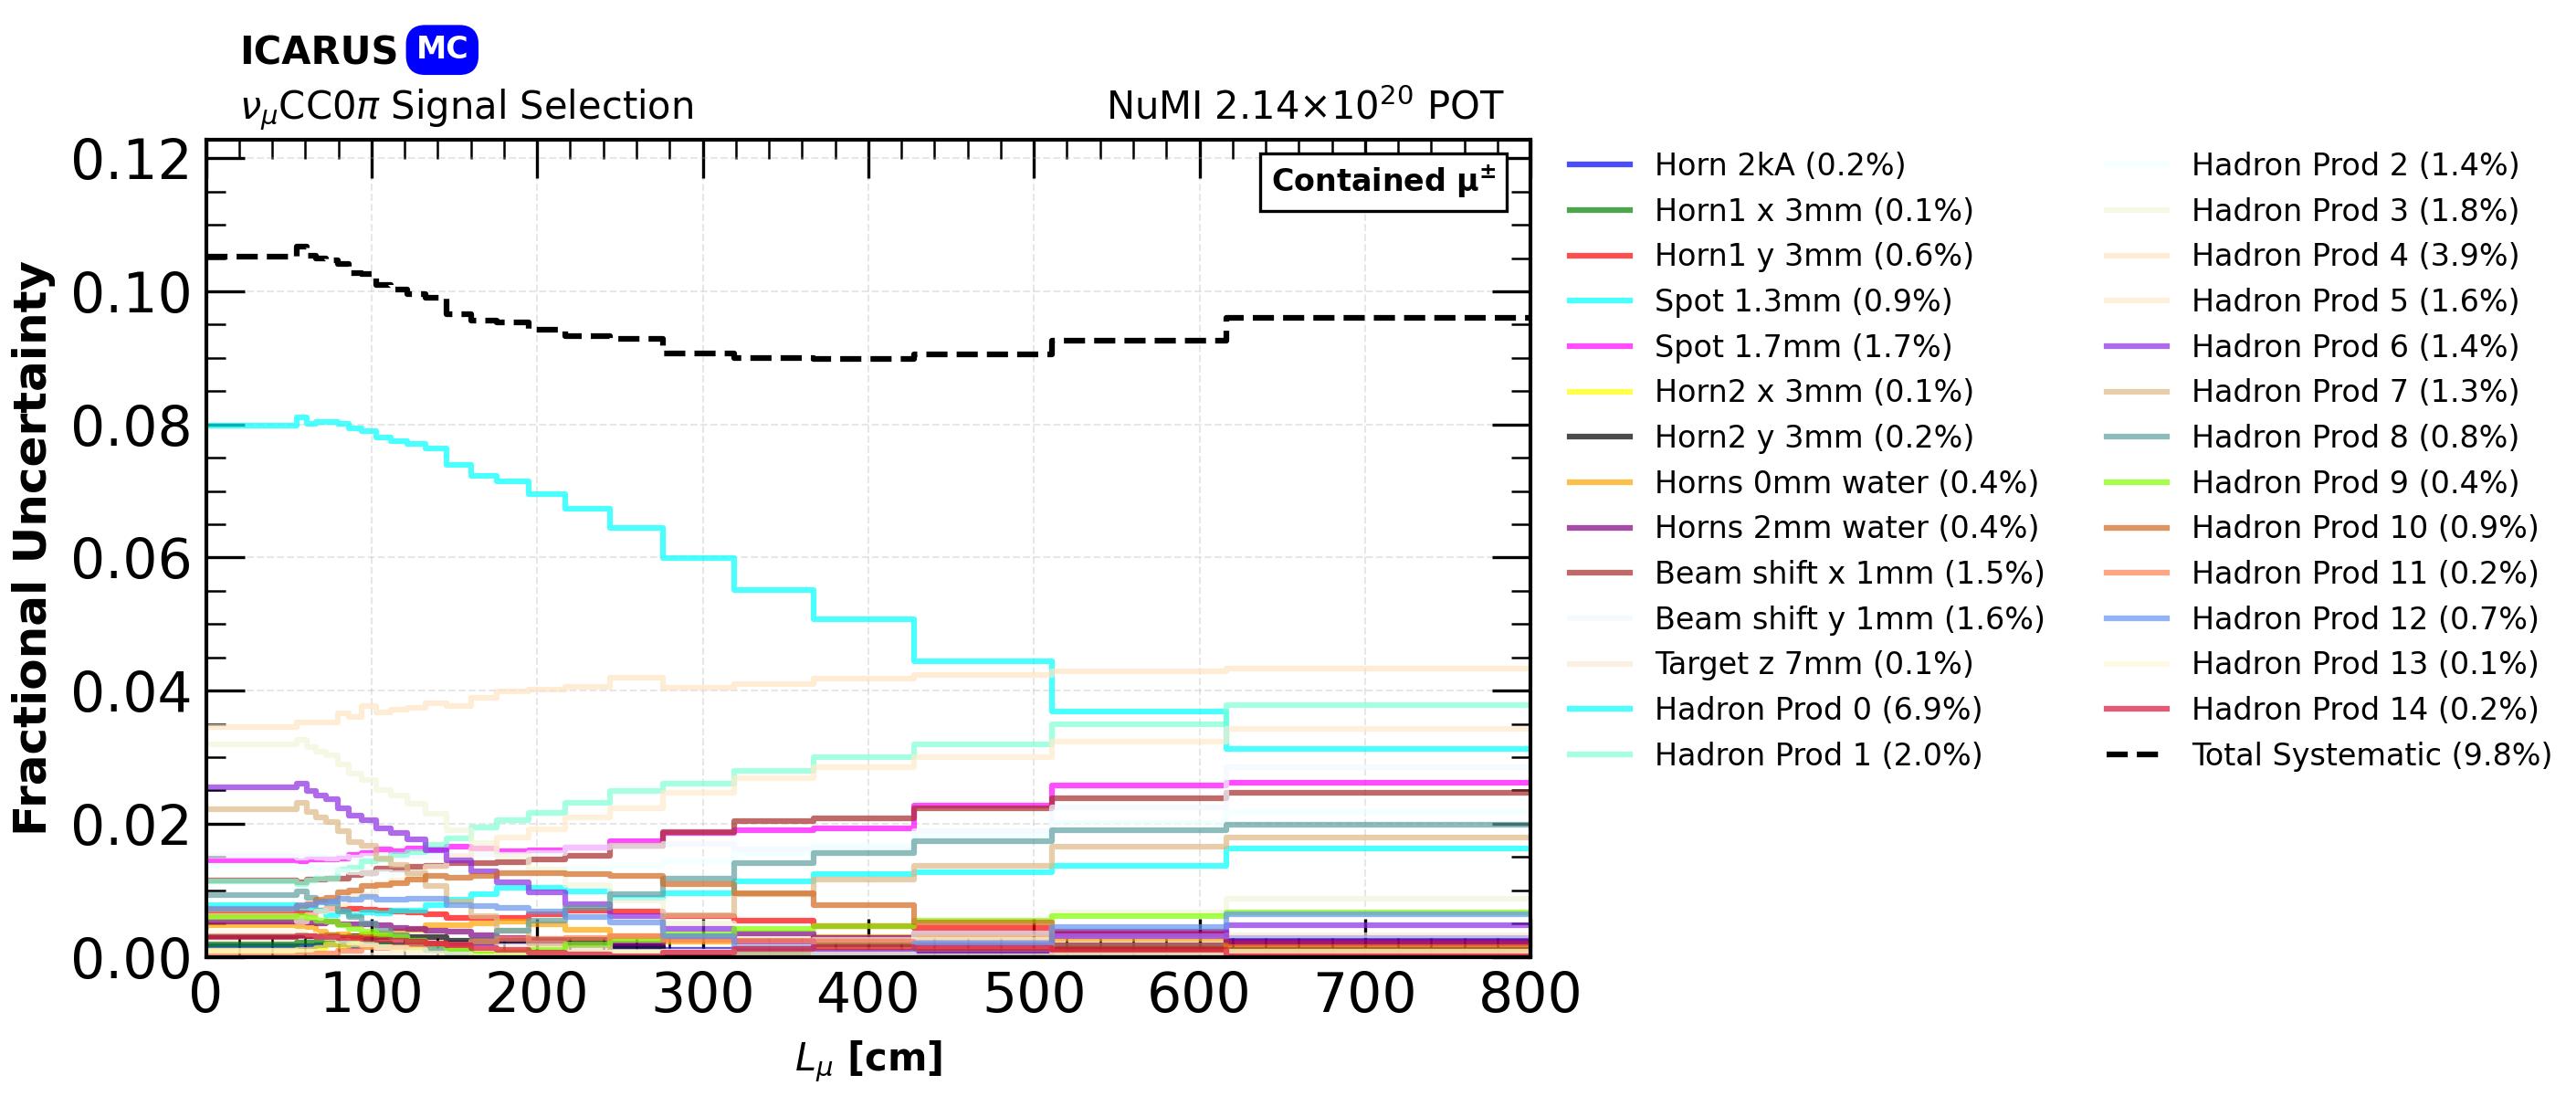 ICARUS MC
νμCC0π Signal Selection
NuMI 2.14×10²⁰ POT
Contained μ±
Fractional Uncertainty
0.12
0.10
0.08
0.06
0.04
0.02
0.00
0 100 200 300 400 500 600 700 800
Lμ [cm]
Horn 2kA (0.2%)
Horn1 x 3mm (0.1%)
Horn1 y 3mm (0.6%)
Spot 1.3mm (0.9%)
Spot 1.7mm (1.7%)
Horn2 x 3mm (0.1%)
Horn2 y 3mm (0.2%)
Horns 0mm water (0.4%)
Horns 2mm water (0.4%)
Beam shift x 1mm (1.5%)
Beam shift y 1mm (1.6%)
Target z 7mm (0.1%)
Hadron Prod 0 (6.9%)
Hadron Prod 1 (2.0%)
Hadron Prod 2 (1.4%)
Hadron Prod 3 (1.8%)
Hadron Prod 4 (3.9%)
Hadron Prod 5 (1.6%)
Hadron Prod 6 (1.4%)
Hadron Prod 7 (1.3%)
Hadron Prod 8 (0.8%)
Hadron Prod 9 (0.4%)
Hadron Prod 10 (0.9%)
Hadron Prod 11 (0.2%)
Hadron Prod 12 (0.7%)
Hadron Prod 13 (0.1%)
Hadron Prod 14 (0.2%)
Total Systematic (9.8%)